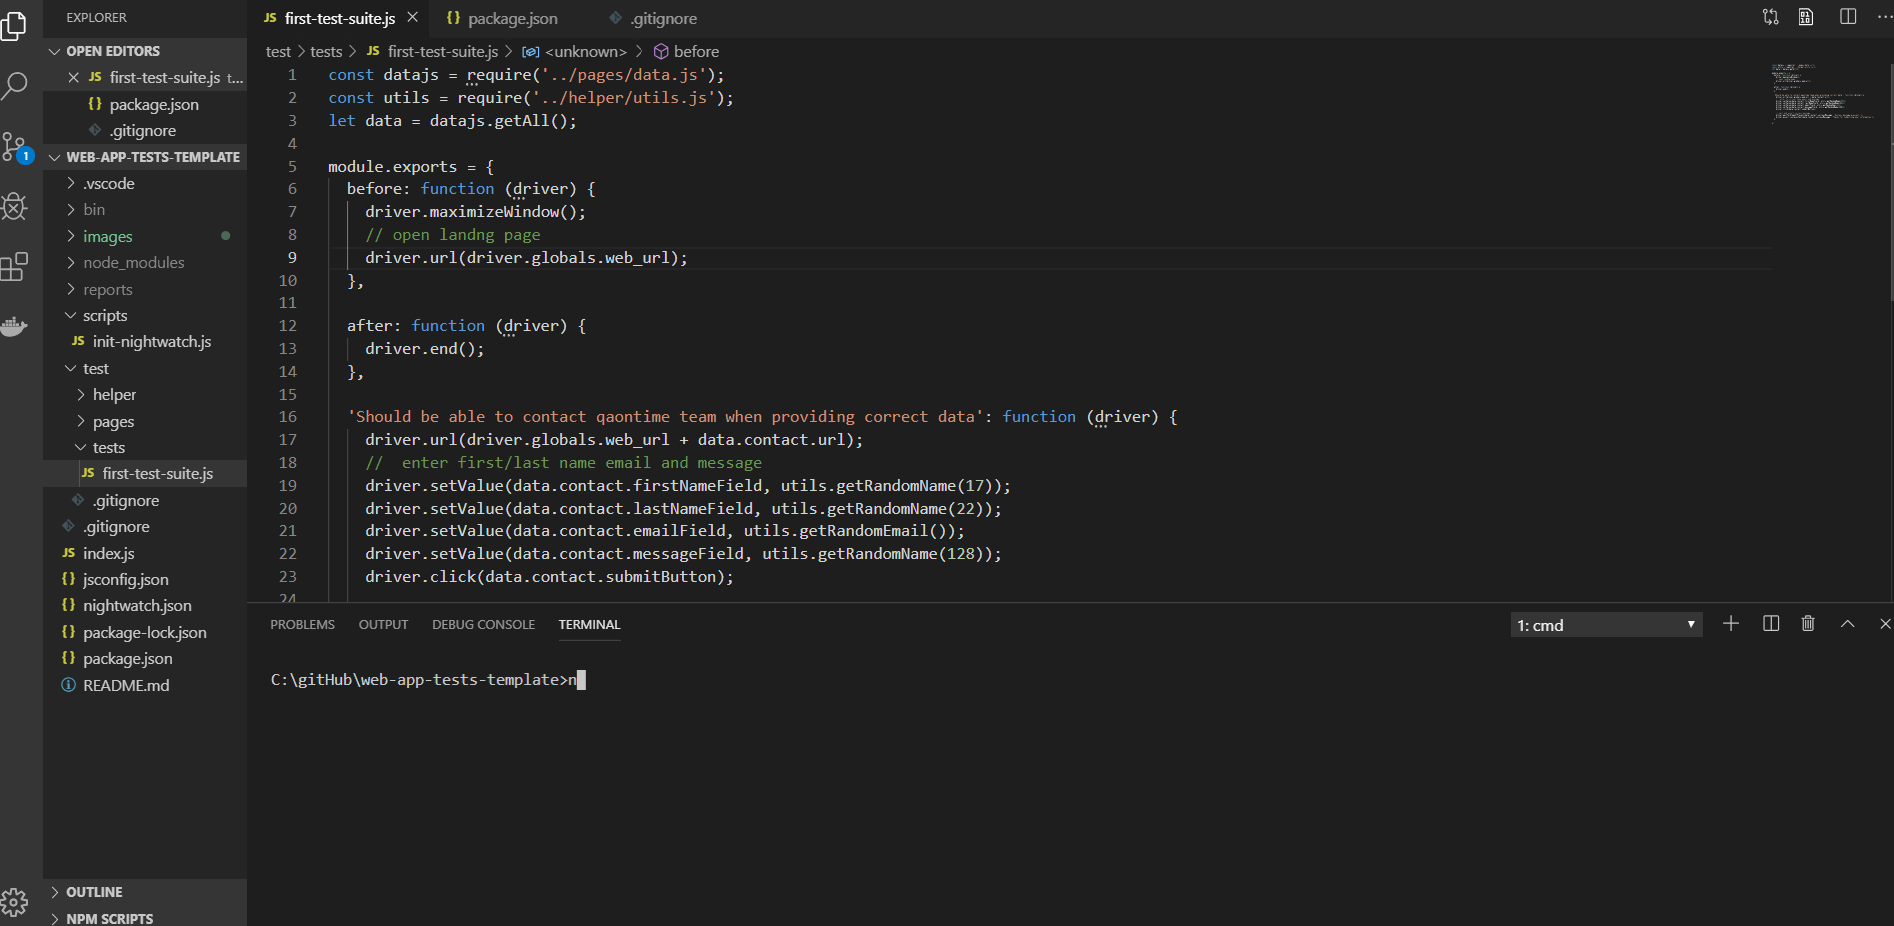 EXPLORER
OPEN EDITORS
JS first-test-suite.js t...
{} package.json
.gitignore
1
WEB-APP-TESTS-TEMPLATE
.vscode
bin
images
node_modules
reports
scripts
JS init-nightwatch.js
test
helper
pages
tests
JS first-test-suite.js
.gitignore
.gitignore
JS index.js
{} jsconfig.json
{} nightwatch.json
{} package-lock.json
{} package.json
README.md
OUTLINE
NPM SCRIPTS
JS first-test-suite.js {} package.json .gitignore
test > tests > JS first-test-suite.js > <unknown> > before
1 const datajs = require('../pages/data.js');
2 const utils = require('../helper/utils.js');
3 let data = datajs.getAll();
4
5 module.exports = {
6 before: function (driver) {
7 driver.maximizeWindow();
8 // open landng page
9 driver.url(driver.globals.web_url);
10 },
11
12 after: function (driver) {
13 driver.end();
14 },
15
16 'Should be able to contact qaontime team when providing correct data': function (driver) {
17 driver.url(driver.globals.web_url + data.contact.url);
18 //  enter first/last name email and message
19 driver.setValue(data.contact.firstNameField, utils.getRandomName(17));
20 driver.setValue(data.contact.lastNameField, utils.getRandomName(22));
21 driver.setValue(data.contact.emailField, utils.getRandomEmail());
22 driver.setValue(data.contact.messageField, utils.getRandomName(128));
23 driver.click(data.contact.submitButton);
24
PROBLEMS OUTPUT DEBUG CONSOLE TERMINAL 1: cmd
C:\gitHub\web-app-tests-template>n